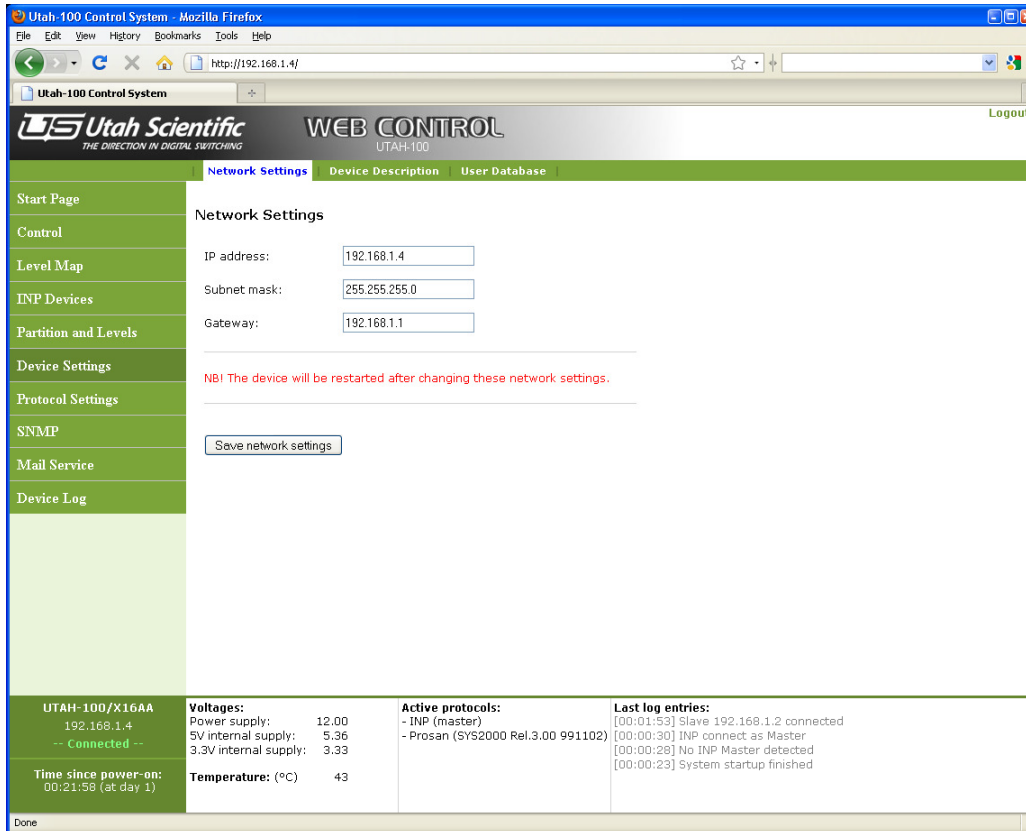 Utah-100 Control System - Mozilla Firefox
File Edit View History Bookmarks Tools Help
http://192.168.1.4/
Utah-100 Control System
US Utah Scientific
THE DIRECTION IN DIGITAL SWITCHING
WEB CONTROL
UTAH-100
Logout
Network Settings | Device Description | User Database
Start Page
Control
Level Map
INP Devices
Partition and Levels
Device Settings
Protocol Settings
SNMP
Mail Service
Device Log
Network Settings
IP address: 192.168.1.4
Subnet mask: 255.255.255.0
Gateway: 192.168.1.1
NB! The device will be restarted after changing these network settings.
Save network settings
UTAH-100/X16AA
192.168.1.4
-- Connected --
Time since power-on:
00:21:58 (at day 1)
Voltages:
Power supply: 12.00
5V internal supply: 5.36
3.3V internal supply: 3.33
Temperature: (°C) 43
Active protocols:
- INP (master)
- Prosan (SYS2000 Rel.3.00 991102)
Last log entries:
[00:01:53] Slave 192.168.1.2 connected
[00:00:30] INP connect as Master
[00:00:28] No INP Master detected
[00:00:23] System startup finished
Done